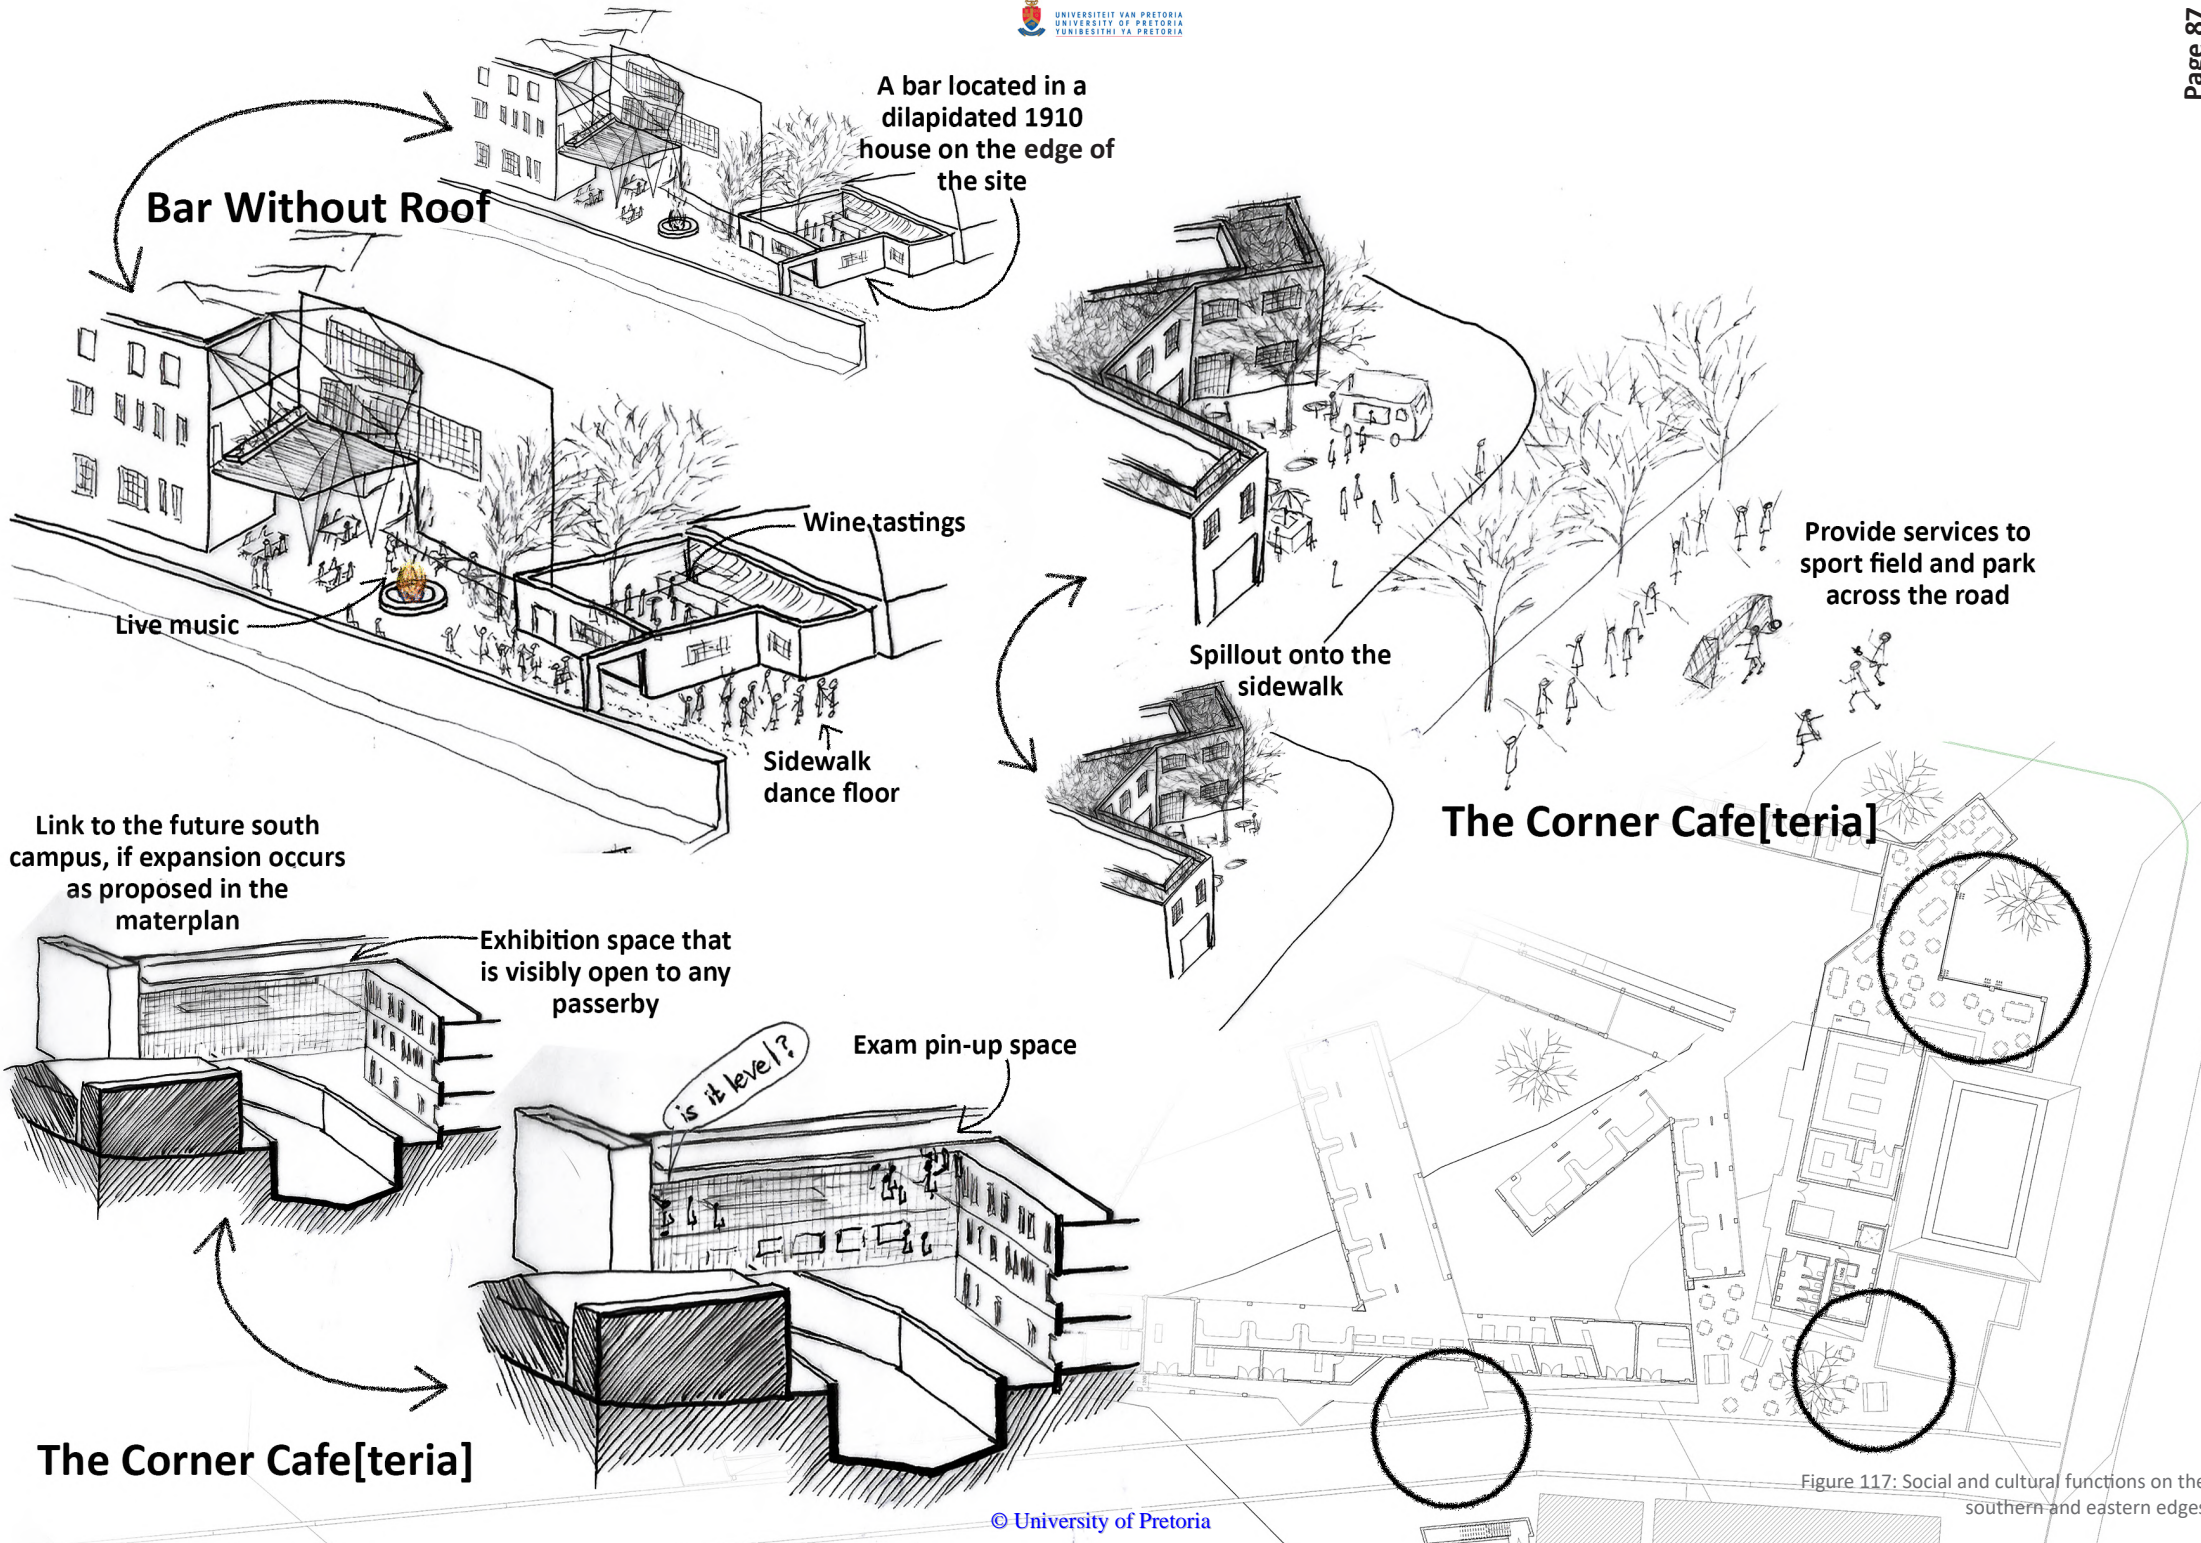 UNIVERSITEIT VAN PRETORIA
UNIVERSITY OF PRETORIA
YUNIBESITHI YA PRETORIA
Page 87
A bar located in a
dilapidated 1910
house on the edge of
the site
Bar Without Roof
Wine tastings
Live music
Sidewalk
dance floor
Provide services to
sport field and park
across the road
Spillout onto the
sidewalk
The Corner Cafe[teria]
Link to the future south
campus, if expansion occurs
as proposed in the
materplan
Exhibition space that
is visibly open to any
passerby
is it level?
Exam pin-up space
The Corner Cafe[teria]
Figure 117: Social and cultural functions on the
southern and eastern edges
© University of Pretoria